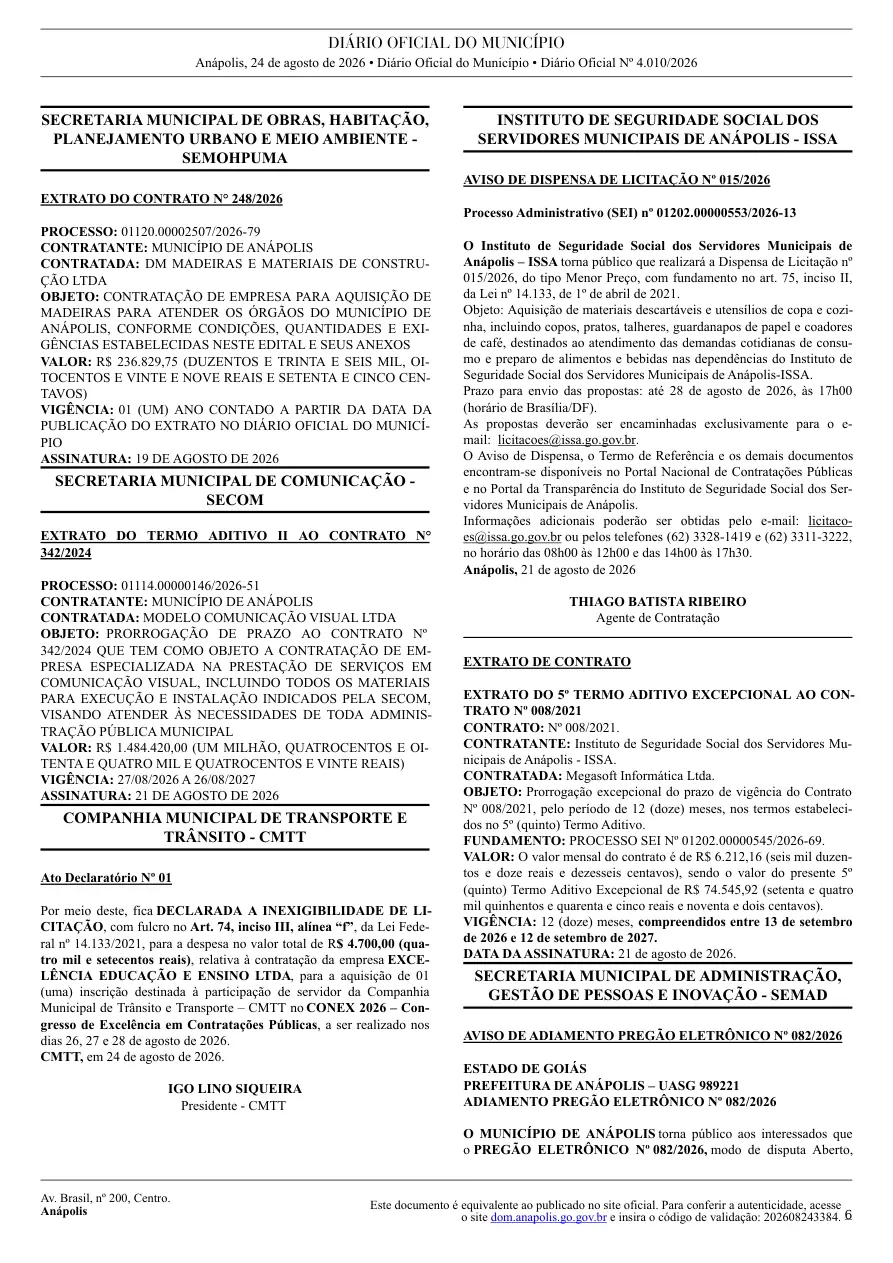 DIÁRIO OFICIAL DO MUNICÍPIO
Anápolis, 24 de agosto de 2026 • Diário Oficial do Município • Diário Oficial Nº 4.010/2026
SECRETARIA MUNICIPAL DE OBRAS, HABITAÇÃO,
PLANEJAMENTO URBANO E MEIO AMBIENTE -
SEMOHPUMA
EXTRATO DO CONTRATO N° 248/2026
PROCESSO: 01120.00002507/2026-79
CONTRATANTE: MUNICÍPIO DE ANÁPOLIS
CONTRATADA: DM MADEIRAS E MATERIAIS DE CONSTRU-
ÇÃO LTDA
OBJETO: CONTRATAÇÃO DE EMPRESA PARA AQUISIÇÃO DE
MADEIRAS PARA ATENDER OS ÓRGÃOS DO MUNICÍPIO DE
ANÁPOLIS, CONFORME CONDIÇÕES, QUANTIDADES E EXI-
GÊNCIAS ESTABELECIDAS NESTE EDITAL E SEUS ANEXOS
VALOR: R$ 236.829,75 (DUZENTOS E TRINTA E SEIS MIL, OI-
TOCENTOS E VINTE E NOVE REAIS E SETENTA E CINCO CEN-
TAVOS)
VIGÊNCIA: 01 (UM) ANO CONTADO A PARTIR DA DATA DA
PUBLICAÇÃO DO EXTRATO NO DIÁRIO OFICIAL DO MUNICÍ-
PIO
ASSINATURA: 19 DE AGOSTO DE 2026
SECRETARIA MUNICIPAL DE COMUNICAÇÃO -
SECOM
EXTRATO DO TERMO ADITIVO II AO CONTRATO N°
342/2024
PROCESSO: 01114.00000146/2026-51
CONTRATANTE: MUNICÍPIO DE ANÁPOLIS
CONTRATADA: MODELO COMUNICAÇÃO VISUAL LTDA
OBJETO: PRORROGAÇÃO DE PRAZO AO CONTRATO Nº
342/2024 QUE TEM COMO OBJETO A CONTRATAÇÃO DE EM-
PRESA ESPECIALIZADA NA PRESTAÇÃO DE SERVIÇOS EM
COMUNICAÇÃO VISUAL, INCLUINDO TODOS OS MATERIAIS
PARA EXECUÇÃO E INSTALAÇÃO INDICADOS PELA SECOM,
VISANDO ATENDER ÀS NECESSIDADES DE TODA ADMINIS-
TRAÇÃO PÚBLICA MUNICIPAL
VALOR: R$ 1.484.420,00 (UM MILHÃO, QUATROCENTOS E OI-
TENTA E QUATRO MIL E QUATROCENTOS E VINTE REAIS)
VIGÊNCIA: 27/08/2026 A 26/08/2027
ASSINATURA: 21 DE AGOSTO DE 2026
COMPANHIA MUNICIPAL DE TRANSPORTE E
TRÂNSITO - CMTT
Ato Declaratório Nº 01
Por meio deste, fica DECLARADA A INEXIGIBILIDADE DE LI-
CITAÇÃO, com fulcro no Art. 74, inciso III, alínea “f”, da Lei Fede-
ral nº 14.133/2021, para a despesa no valor total de R$ 4.700,00 (qua-
tro mil e setecentos reais), relativa à contratação da empresa EXCE-
LÊNCIA EDUCAÇÃO E ENSINO LTDA, para a aquisição de 01
(uma) inscrição destinada à participação de servidor da Companhia
Municipal de Trânsito e Transporte – CMTT no CONEX 2026 – Con-
gresso de Excelência em Contratações Públicas, a ser realizado nos
dias 26, 27 e 28 de agosto de 2026.
CMTT, em 24 de agosto de 2026.
IGO LINO SIQUEIRA
Presidente - CMTT
INSTITUTO DE SEGURIDADE SOCIAL DOS
SERVIDORES MUNICIPAIS DE ANÁPOLIS - ISSA
AVISO DE DISPENSA DE LICITAÇÃO Nº 015/2026
Processo Administrativo (SEI) nº 01202.00000553/2026-13
O Instituto de Seguridade Social dos Servidores Municipais de
Anápolis – ISSA torna público que realizará a Dispensa de Licitação nº
015/2026, do tipo Menor Preço, com fundamento no art. 75, inciso II,
da Lei nº 14.133, de 1º de abril de 2021.
Objeto: Aquisição de materiais descartáveis e utensílios de copa e cozi-
nha, incluindo copos, pratos, talheres, guardanapos de papel e coadores
de café, destinados ao atendimento das demandas cotidianas de consu-
mo e preparo de alimentos e bebidas nas dependências do Instituto de
Seguridade Social dos Servidores Municipais de Anápolis-ISSA.
Prazo para envio das propostas: até 28 de agosto de 2026, às 17h00
(horário de Brasília/DF).
As propostas deverão ser encaminhadas exclusivamente para o e-
mail: licitacoes@issa.go.gov.br.
O Aviso de Dispensa, o Termo de Referência e os demais documentos
encontram-se disponíveis no Portal Nacional de Contratações Públicas
e no Portal da Transparência do Instituto de Seguridade Social dos Ser-
vidores Municipais de Anápolis.
Informações adicionais poderão ser obtidas pelo e-mail: licitaco-
es@issa.go.gov.br ou pelos telefones (62) 3328-1419 e (62) 3311-3222,
no horário das 08h00 às 12h00 e das 14h00 às 17h30.
Anápolis, 21 de agosto de 2026
THIAGO BATISTA RIBEIRO
Agente de Contratação
EXTRATO DE CONTRATO
EXTRATO DO 5º TERMO ADITIVO EXCEPCIONAL AO CON-
TRATO Nº 008/2021
CONTRATO: Nº 008/2021.
CONTRATANTE: Instituto de Seguridade Social dos Servidores Mu-
nicipais de Anápolis - ISSA.
CONTRATADA: Megasoft Informática Ltda.
OBJETO: Prorrogação excepcional do prazo de vigência do Contrato
Nº 008/2021, pelo período de 12 (doze) meses, nos termos estabeleci-
dos no 5º (quinto) Termo Aditivo.
FUNDAMENTO: PROCESSO SEI Nº 01202.00000545/2026-69.
VALOR: O valor mensal do contrato é de R$ 6.212,16 (seis mil duzen-
tos e doze reais e dezesseis centavos), sendo o valor do presente 5º
(quinto) Termo Aditivo Excepcional de R$ 74.545,92 (setenta e quatro
mil quinhentos e quarenta e cinco reais e noventa e dois centavos).
VIGÊNCIA: 12 (doze) meses, compreendidos entre 13 de setembro
de 2026 e 12 de setembro de 2027.
DATA DA ASSINATURA: 21 de agosto de 2026.
SECRETARIA MUNICIPAL DE ADMINISTRAÇÃO,
GESTÃO DE PESSOAS E INOVAÇÃO - SEMAD
AVISO DE ADIAMENTO PREGÃO ELETRÔNICO Nº 082/2026
ESTADO DE GOIÁS
PREFEITURA DE ANÁPOLIS – UASG 989221
ADIAMENTO PREGÃO ELETRÔNICO Nº 082/2026
O MUNICÍPIO DE ANÁPOLIS torna público aos interessados que
o PREGÃO ELETRÔNICO Nº 082/2026, modo de disputa Aberto,
Av. Brasil, nº 200, Centro.
Anápolis
Este documento é equivalente ao publicado no site oficial. Para conferir a autenticidade, acesse
o site dom.anapolis.go.gov.br e insira o código de validação: 202608243384. 6